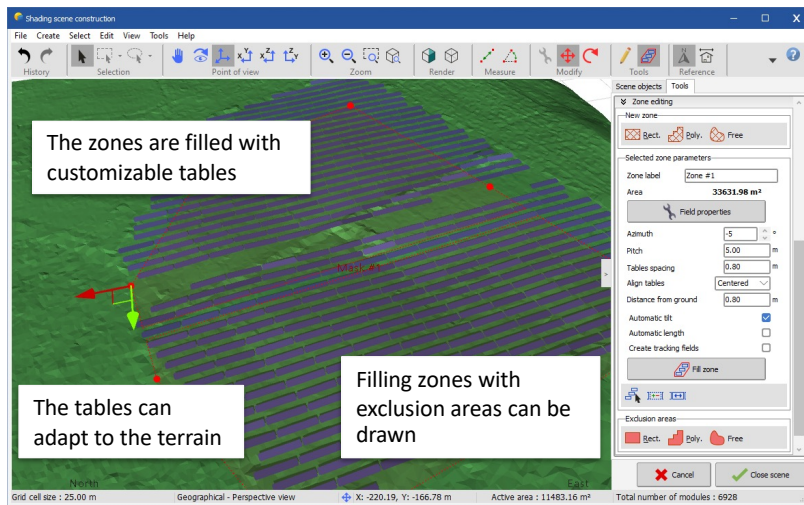 Shading scene construction
File Create Select Edit View Tools Help
History Selection Point of view Zoom Render Measure Modify Tools Reference
Scene objects Tools
Zone editing
New zone
Rect. Poly. Free
Selected zone parameters
Zone label Zone #1
Area 33631.98 m²
Field properties
Azimuth -5 °
Pitch 5.00 m
Tables spacing 0.80 m
Align tables Centered
Distance from ground 0.80 m
Automatic tilt
Automatic length
Create tracking fields
Fill zone
Exclusion areas
Rect. Poly. Free
Cancel Close scene
The zones are filled with
customizable tables
Mask #1
The tables can
adapt to the terrain
Filling zones with
exclusion areas can be
drawn
North East
Grid cell size : 25.00 m Geographical - Perspective view X: -220.19, Y: -166.78 m Active area : 11483.16 m² Total number of modules : 6928